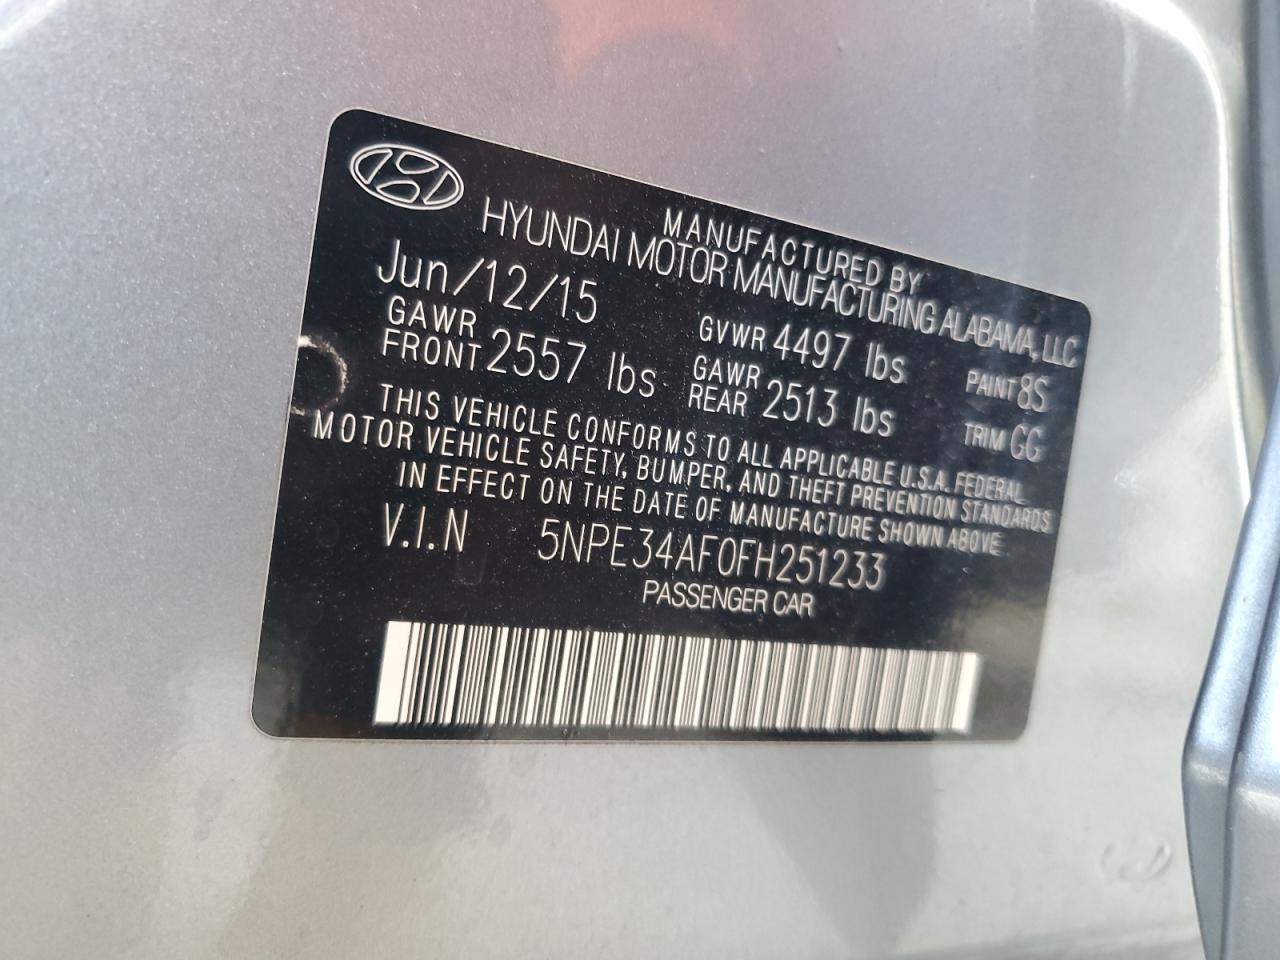 MANUFACTURED BY
HYUNDAI MOTOR MANUFACTURING ALABAMA, LLC
Jun/12/15
GVWR 4497 lbs
PAINT 8S
GAWR FRONT 2557 lbs
GAWR REAR 2513 lbs
TRIM GG
THIS VEHICLE CONFORMS TO ALL APPLICABLE U.S.A. FEDERAL
MOTOR VEHICLE SAFETY, BUMPER, AND THEFT PREVENTION STANDARDS
IN EFFECT ON THE DATE OF MANUFACTURE SHOWN ABOVE
V.I.N 5NPE34AF0FH251233
PASSENGER CAR